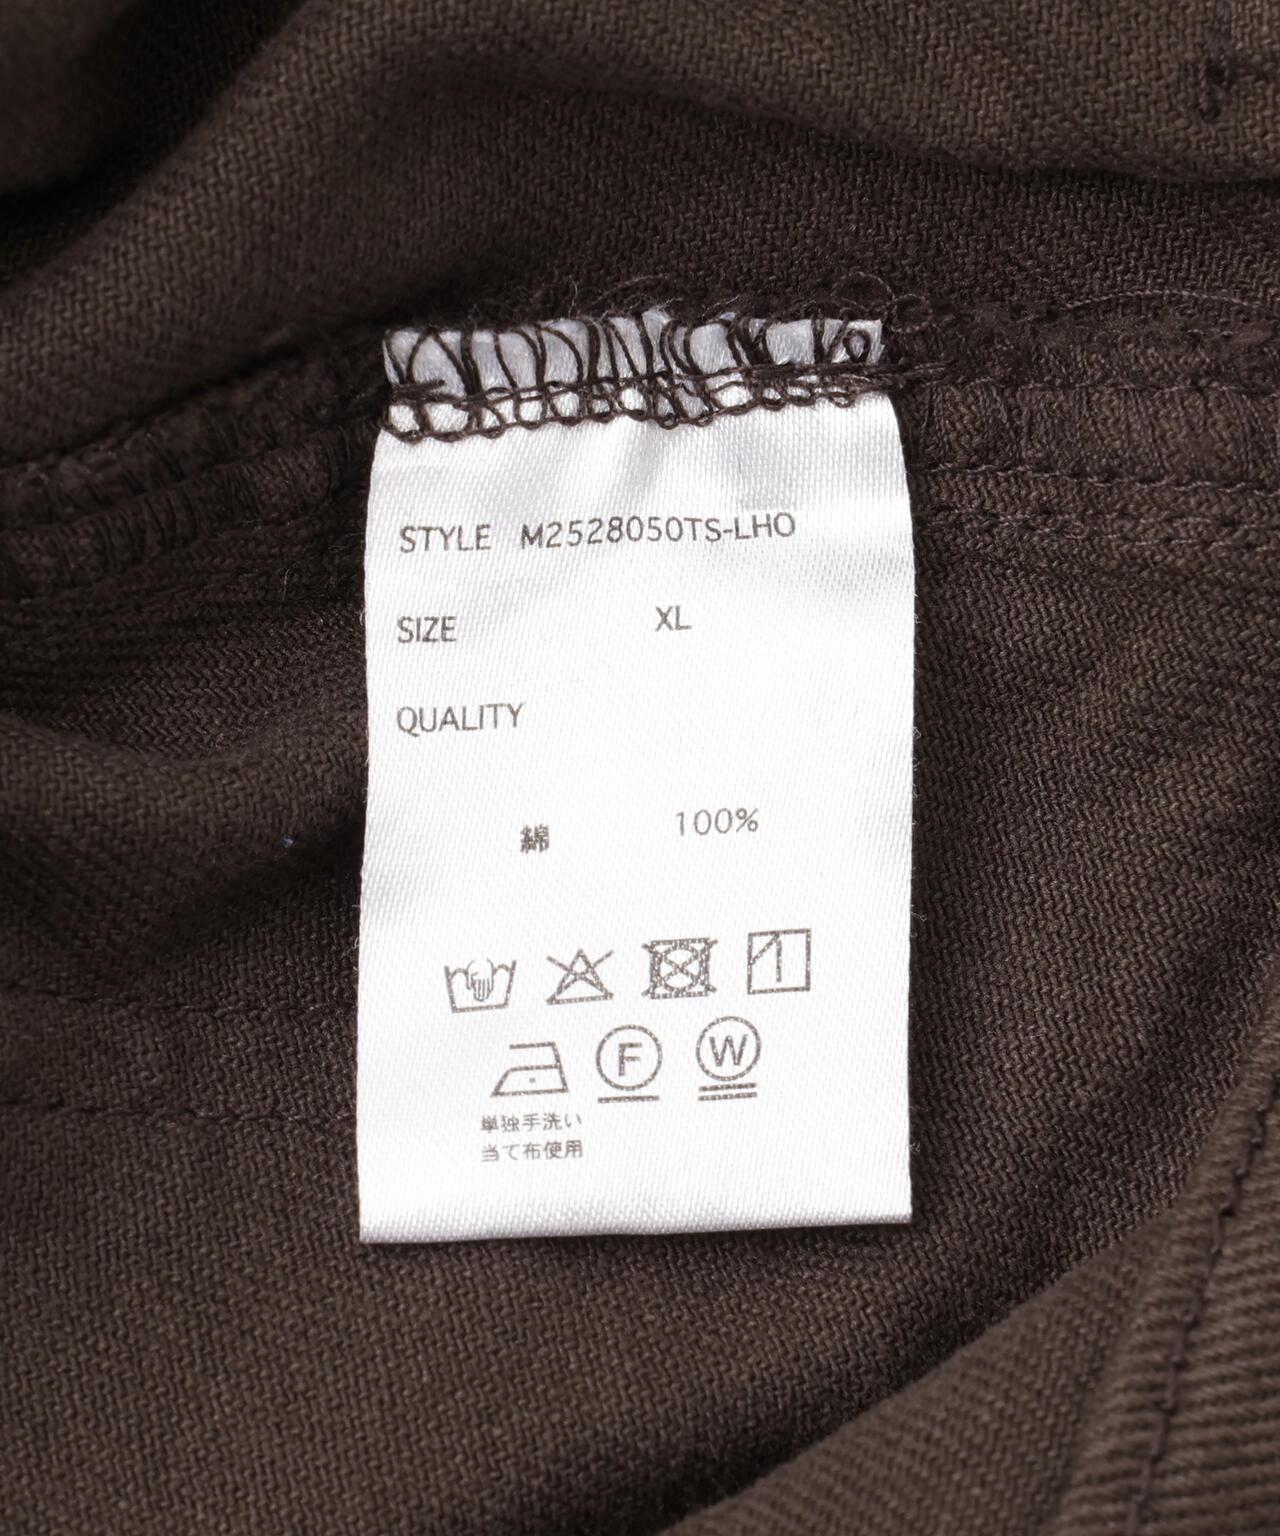 STYLE M2528050TS-LHO
SIZE XL
QUALITY
綿 100%
F W
単独手洗い
当て布使用